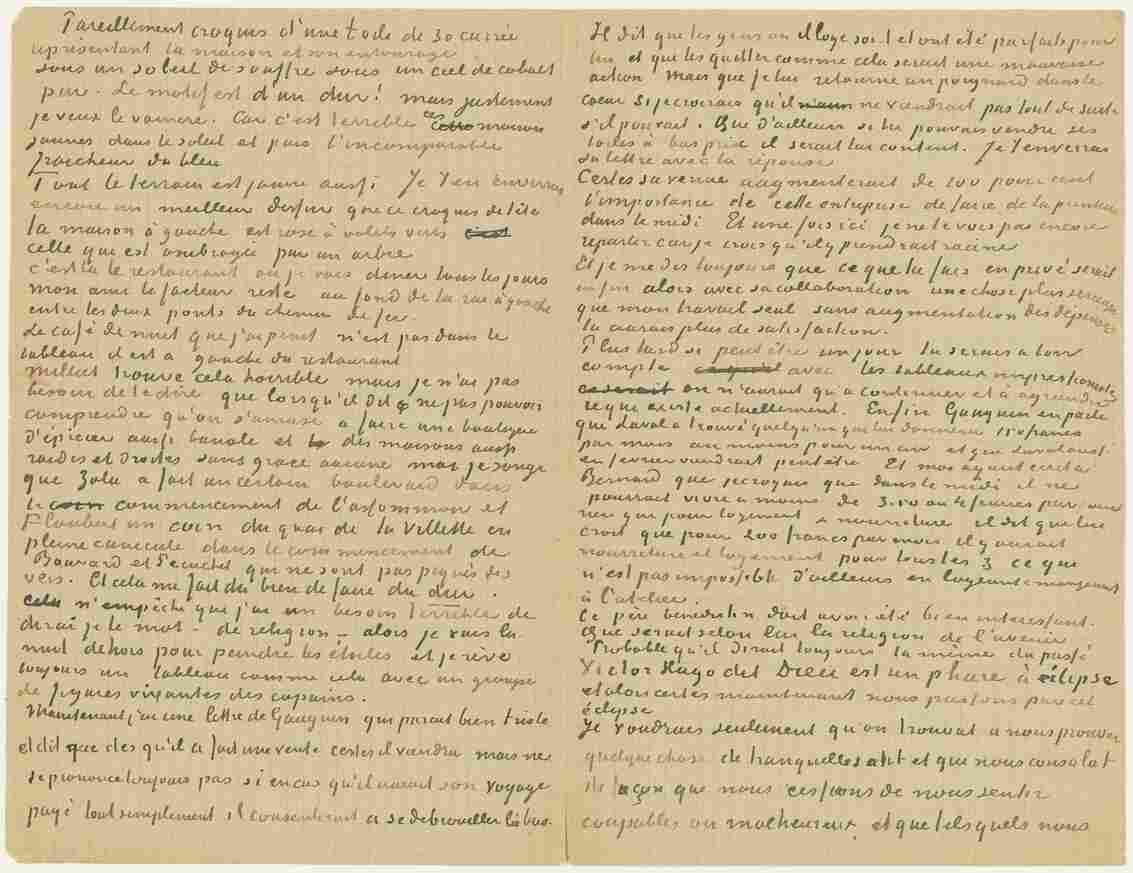 Pareillement croquis d'une toile de 30 carrée
représentant la maison et son entourage
sous un soleil de souffre sous un ciel de cobalt
pur. Le motif est d'un dur! mais justement
je veux le vaincre. Car c'est terrible ces maisons
jaunes dans le soleil et puis l'incomparable
fraicheur du bleu
Tout le terrain est jaune aussi Je t'en enverrai
encore un meilleur dessin que ce croquis de tête
la maison à gauche est rose à volets verts
celle qui est ombragée par un arbre
c'est là le restaurant où je vais diner tous les jours
mon ami le facteur reste au fond de la rue à gauche
entre les deux ponts du chemin de fer.
Le café de nuit que j'ai peint n'est pas dans le
tableau il est à gauche du restaurant
Milliet trouve cela horrible mais je n'ai pas
besoin de te dire que lorsqu'il dit ne pas pouvoir
comprendre qu'on s'amuse à faire une boutique
d'épicier aussi banale et des maisons aussi
raides et droites sans grâce aucune mais je songe
que Zola a fait un certain boulevard dans
le commencement de l'assommoir et
Flaubert un coin du quai de la Villette en
pleine canicule dans le commencement de
Bouvard et Pécuchet qui ne sont pas piqués des
vers. Et cela me fait du bien de faire du dur.
cela n'empêche que j'ai un besoin terrible de
dirai je le mot - de religion - alors je vais la
nuit dehors pour peindre les étoiles et je rêve
toujours un tableau comme cela avec un groupe
de figures vivantes des copains.
Maintenant j'ai une lettre de Gauguin qui parait bien triste
et dit que dès qu'il a fait une vente certes il viendra mais ne
se prononce toujours pas si en cas qu'il aurait son voyage
payé tout simplement il consentirait à se debrouiller là bas.
Il dit que les gens où il loge sont et ont été parfaits pour
lui et que les quitter comme cela serait une mauvaise
action Mais que je lui retourne un poignard dans le
coeur si je croirais qu'il ne viendrait pas tout de suite
s'il pouvait. Que d'ailleurs si tu pouvais vendre ses
toiles à bas prix il serait lui content. Je t'enverrai
sa lettre avec la réponse
Certes sa venue augmenterait de 100 pour cent
l'importance de cette entreprise de faire de la peinture
dans le midi Et une fois ici je ne le vois pas encore
repartir car je crois qu'il y prendrait racine
Et je me dis toujours que ce que tu fais en privé serait
enfin alors avec sa collaboration une chose plus serieuse
que mon travail seul sans augmentation des dépenses
tu aurais plus de satisfaction.
Plus tard si peut être un jour tu serais à ton
compte avec les tableaux impressionistes
on n'aurait qu'à continuer et à agrandir
ce qui existe actuellement. Enfin Gauguin en parle
que Laval a trouvé quelqu'un qui lui donnera 150 francs
par mois au moins pour un an et que Laval aussi
en fevrier viendrait peutêtre Et moi ayant ecrit à
Bernard que je croyais que dans le midi il ne
pourrait vivre à moins de 3.50 ou 4 francs par jour
rien que pour logement & nourriture il dit que lui
croit que pour 200 francs par mois il y aurait
nourriture et logement pour tous les 3 ce qui
n'est pas impossible d'ailleurs en logeant & mangeant
à l'atelier.
Ce père bénédictin doit avoir été bien interessant.
Que serait selon lui la religion de l'avenir
Probable qu'il dirait toujours la même du passé
Victor Hugo dit Dieu est un phare à éclipse
et alors certes maintenant nous passons par cet
éclipse
Je voudrais seulement qu'on trouvât à nous prouver
quelque chose de tranquillisant et qui nous consolât
de façon que nous cessions de nous sentir
coupables ou malheureux et que tels quels nous